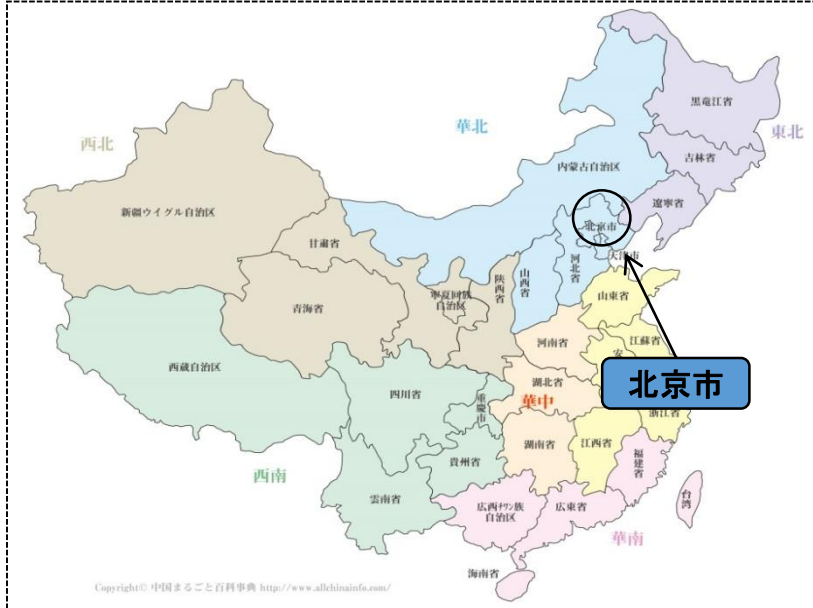 黒竜江省
華北
東北
西北
吉林省
内蒙古自治区
遼寧省
新疆ウイグル自治区
北京市
甘粛省
天津市
河北省
山西省
陝西省
寧夏回族
自治区
山東省
青海省
河南省
江蘇省
安
西蔵自治区
北京市
湖北省
四川省
重慶市
華中
浙江省
湖南省
江西省
貴州省
福建省
西南
雲南省
広西チワン族
自治区
広東省
台湾
華南
海南省
Copyright© 中国まるごと百科事典 http://www.allchinainfo.com/